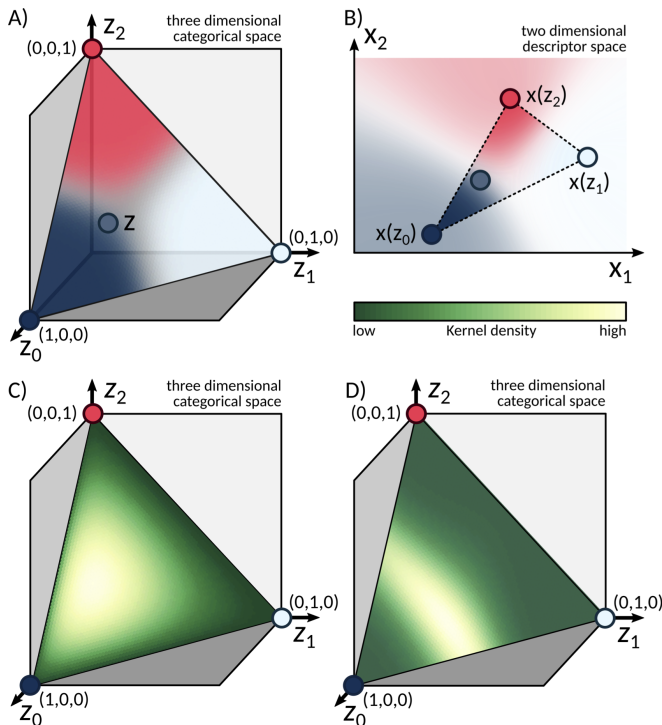 A)
z2
(0,0,1)
three dimensional
categorical space
z
(0,1,0)
z1
z0
(1,0,0)
B)
x2
two dimensional
descriptor space
x(z2)
x(z1)
x(z0)
x1
low Kernel density high
C)
z2
(0,0,1)
three dimensional
categorical space
(0,1,0)
z1
z0
(1,0,0)
D)
z2
(0,0,1)
three dimensional
categorical space
(0,1,0)
z1
z0
(1,0,0)